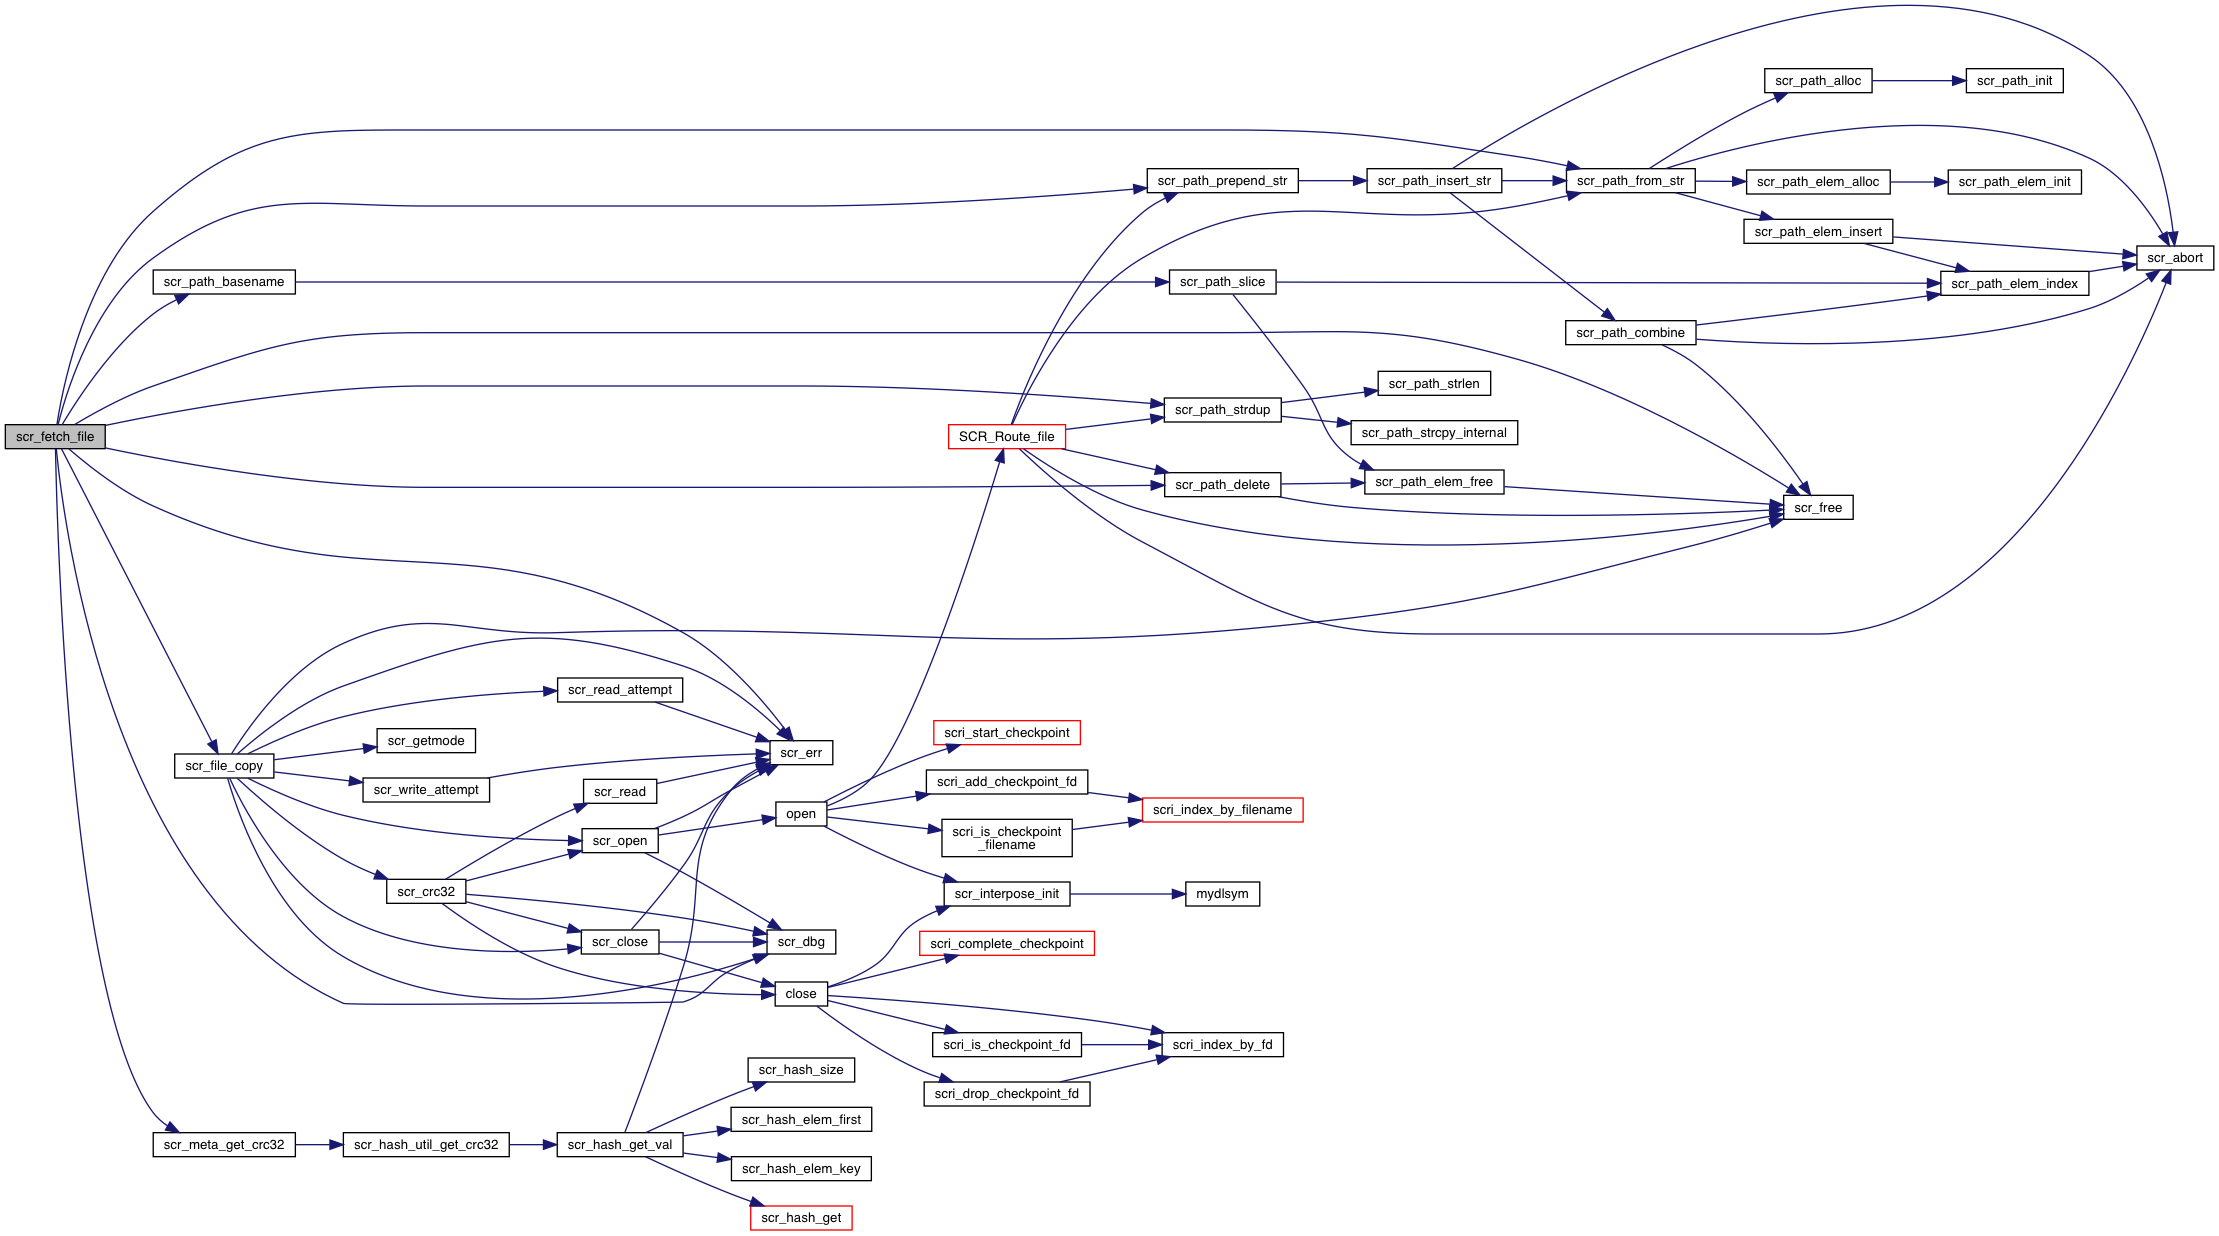 scr_path_alloc
scr_path_init
scr_path_prepend_str
scr_path_insert_str
scr_path_from_str
scr_path_elem_alloc
scr_path_elem_init
scr_path_elem_insert
scr_abort
scr_path_basename
scr_path_slice
scr_path_elem_index
scr_path_combine
scr_path_strlen
scr_path_strdup
scr_fetch_file
SCR_Route_file
scr_path_strcpy_internal
scr_path_delete
scr_path_elem_free
scr_free
scr_read_attempt
scri_start_checkpoint
scr_getmode
scr_err
scr_file_copy
scri_add_checkpoint_fd
scr_write_attempt
scr_read
scri_index_by_filename
open
scr_open
scri_is_checkpoint
_filename
scr_crc32
scr_interpose_init
mydlsym
scr_close
scr_dbg
scri_complete_checkpoint
close
scri_is_checkpoint_fd
scri_index_by_fd
scr_hash_size
scri_drop_checkpoint_fd
scr_hash_elem_first
scr_meta_get_crc32
scr_hash_util_get_crc32
scr_hash_get_val
scr_hash_elem_key
scr_hash_get